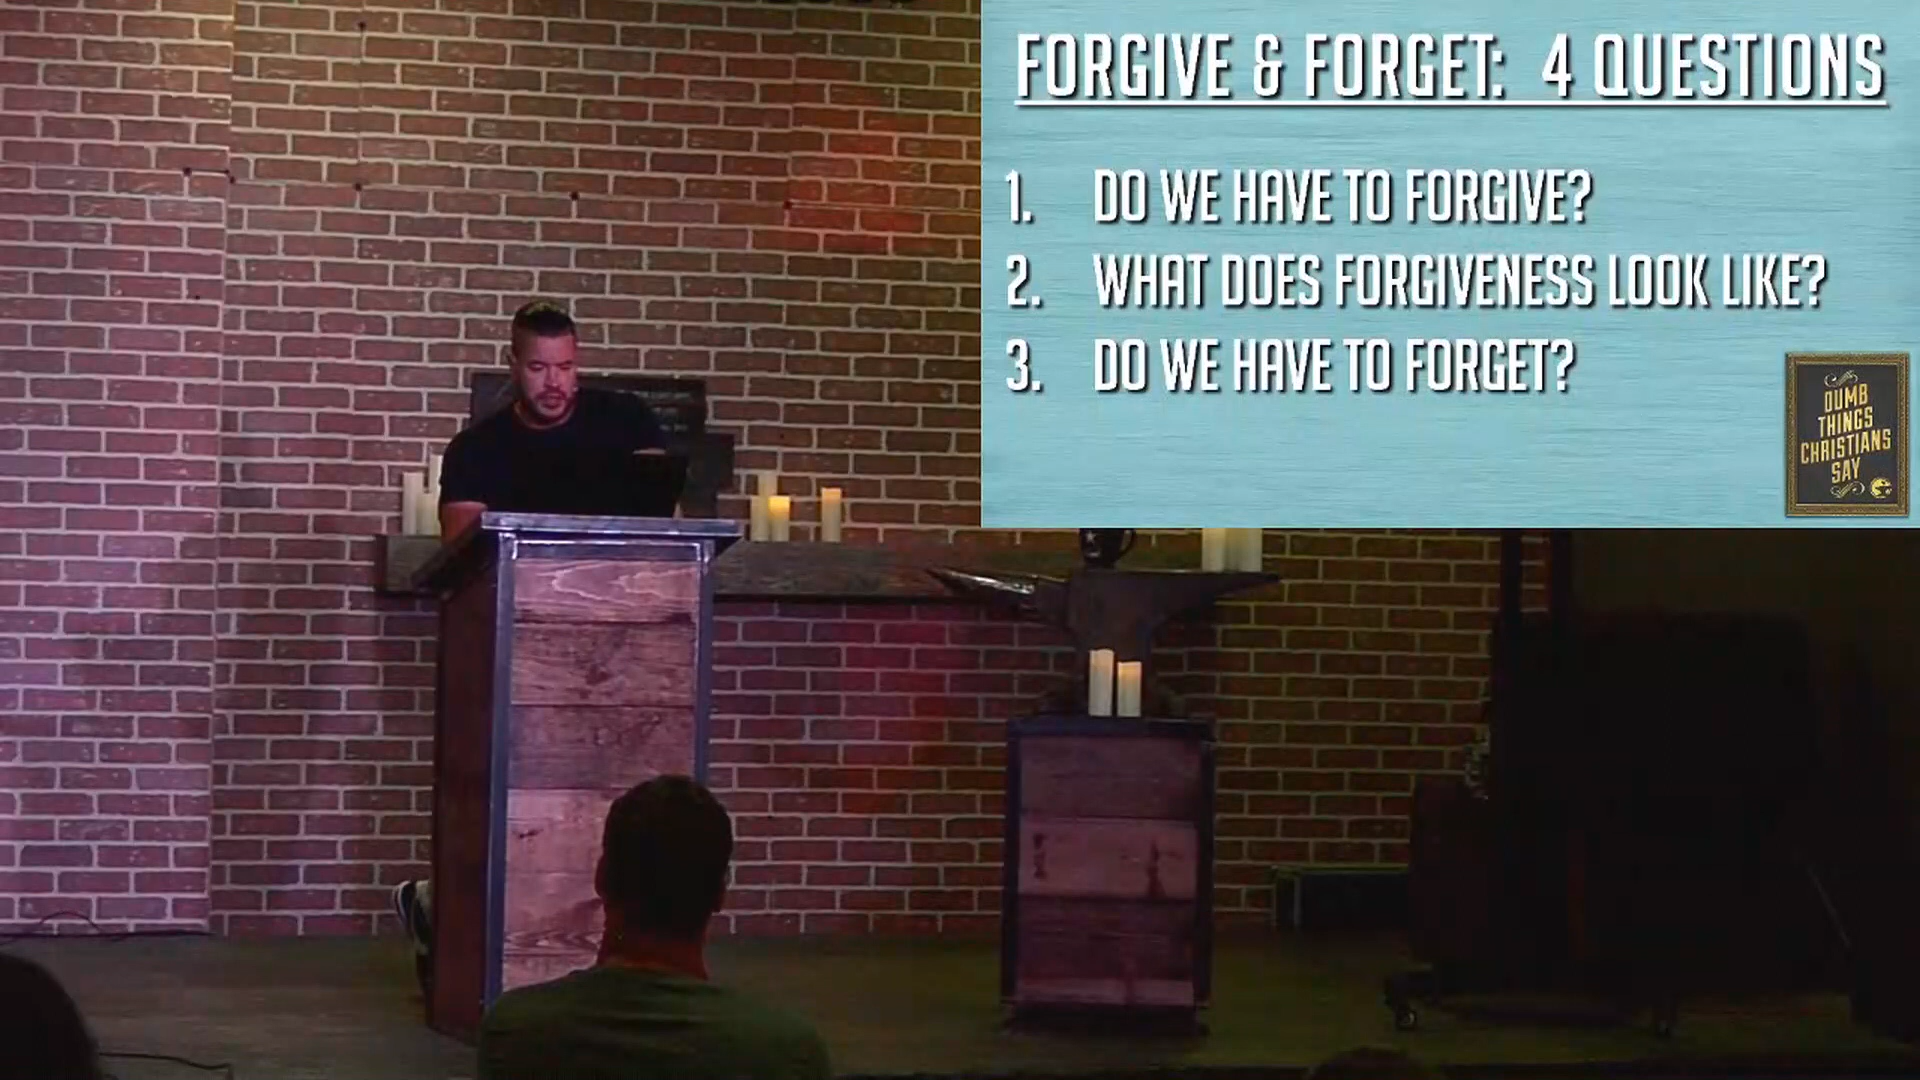 FORGIVE & FORGET: 4 QUESTIONS
1. DO WE HAVE TO FORGIVE?
2. WHAT DOES FORGIVENESS LOOK LIKE?
3. DO WE HAVE TO FORGET?
DUMB
THINGS
CHRISTIANS
SAY